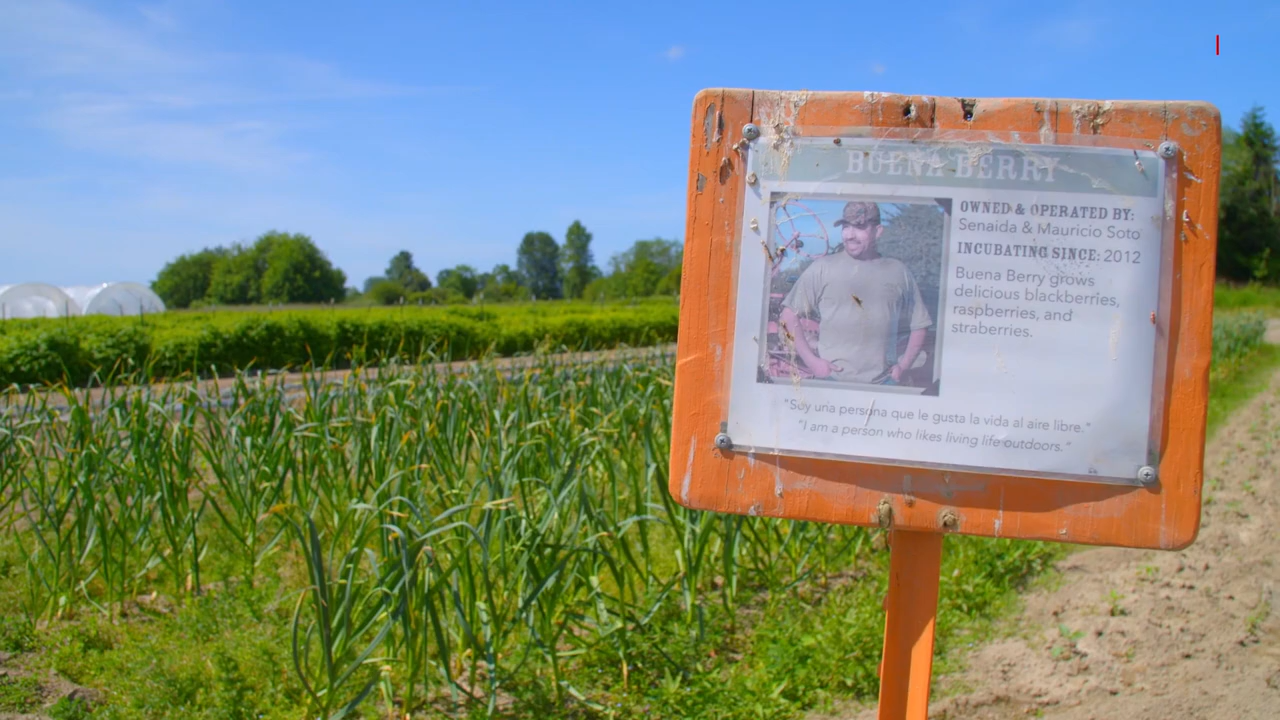 BUENA BERRY
OWNED & OPERATED BY:
Senaida & Mauricio Soto
INCUBATING SINCE: 2012
Buena Berry grows
delicious blackberries,
raspberries, and
straberries.
"Soy una persona que le gusta la vida al aire libre."
"I am a person who likes living life outdoors."